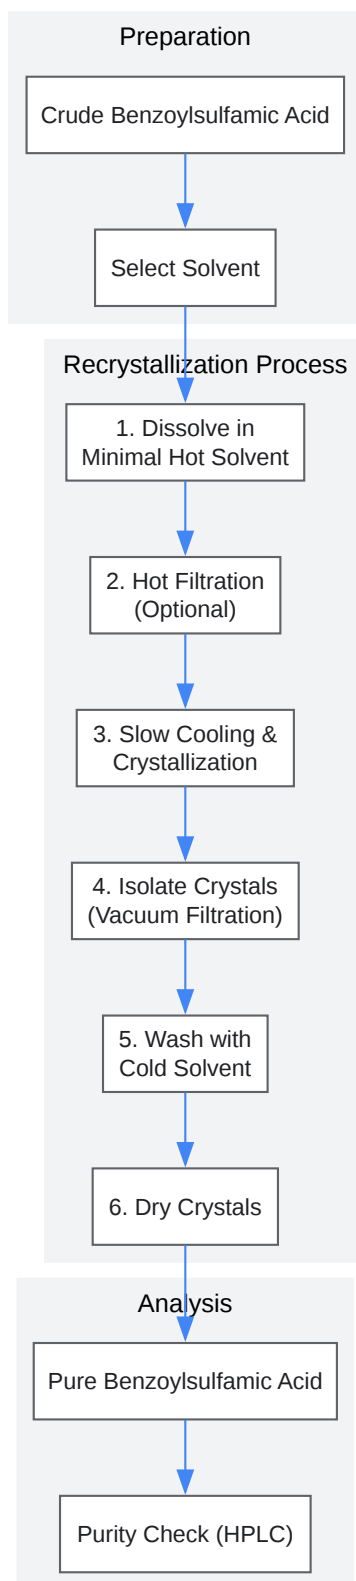 Preparation
Crude Benzoylsulfamic Acid
Select Solvent
Recrystallization Process
1. Dissolve in
Minimal Hot Solvent
2. Hot Filtration
(Optional)
3. Slow Cooling &
Crystallization
4. Isolate Crystals
(Vacuum Filtration)
5. Wash with
Cold Solvent
6. Dry Crystals
Analysis
Pure Benzoylsulfamic Acid
Purity Check (HPLC)